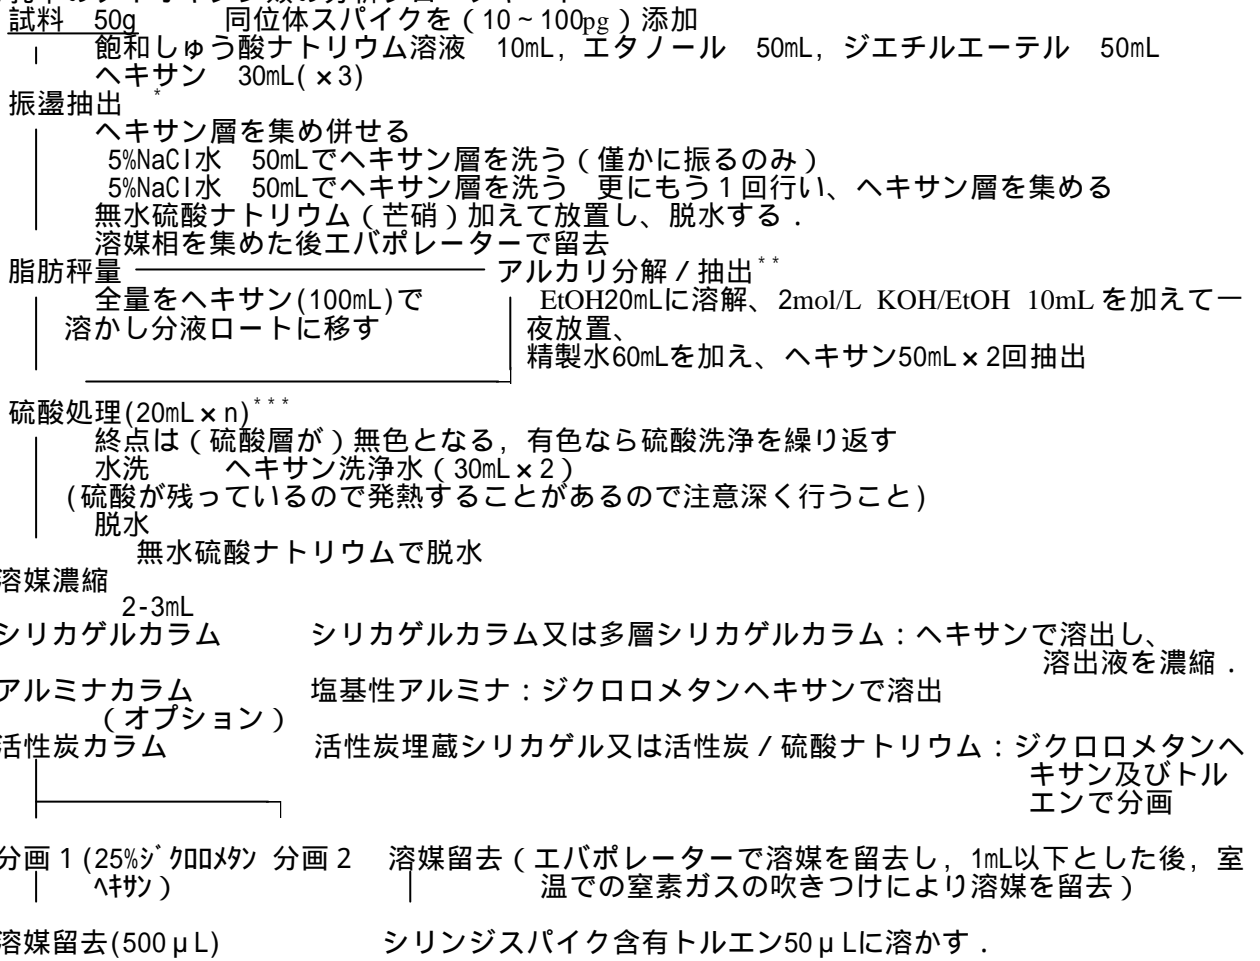 試料　50g　　　同位体スパイクを（10～100pg）添加
飽和しゅう酸ナトリウム溶液　10mL，エタノール　50mL，ジエチルエーテル　50mL
ヘキサン　30mL(×3)
振盪抽出　*
ヘキサン層を集め併せる
5%NaCl水　50mLでヘキサン層を洗う（僅かに振るのみ）
5%NaCl水　50mLでヘキサン層を洗う　更にもう１回行い、ヘキサン層を集める
無水硫酸ナトリウム（芒硝）加えて放置し、脱水する．
溶媒相を集めた後エバポレーターで留去
脂肪秤量　アルカリ分解／抽出**
全量をヘキサン(100mL)で
溶かし分液ロートに移す
EtOH20mLに溶解、2mol/L KOH/EtOH 10mLを加えて一
夜放置、
精製水60mLを加え、ヘキサン50mL×2回抽出
硫酸処理(20mL×n)***
終点は（硫酸層が）無色となる，有色なら硫酸洗浄を繰り返す
水洗　　　ヘキサン洗浄水（30mL×2）
(硫酸が残っているので発熱することがあるので注意深く行うこと)
脱水
無水硫酸ナトリウムで脱水
溶媒濃縮
2-3mL
シリカゲルカラム　　　シリカゲルカラム又は多層シリカゲルカラム：ヘキサンで溶出し、
溶出液を濃縮．
アルミナカラム　　　　塩基性アルミナ：ジクロロメタンヘキサンで溶出
（オプション）
活性炭カラム　　　　　活性炭埋蔵シリカゲル又は活性炭／硫酸ナトリウム：ジクロロメタンヘ
キサン及びトル
エンで分画
分画１(25%ｼﾞｸﾛﾛﾒﾀﾝ　分画２　溶媒留去（エバポレーターで溶媒を留去し，1mL以下とした後，室
ﾍｷｻﾝ）　　　温での窒素ガスの吹きつけにより溶媒を留去）
溶媒留去(500μL)　　　シリンジスパイク含有トルエン50μLに溶かす．